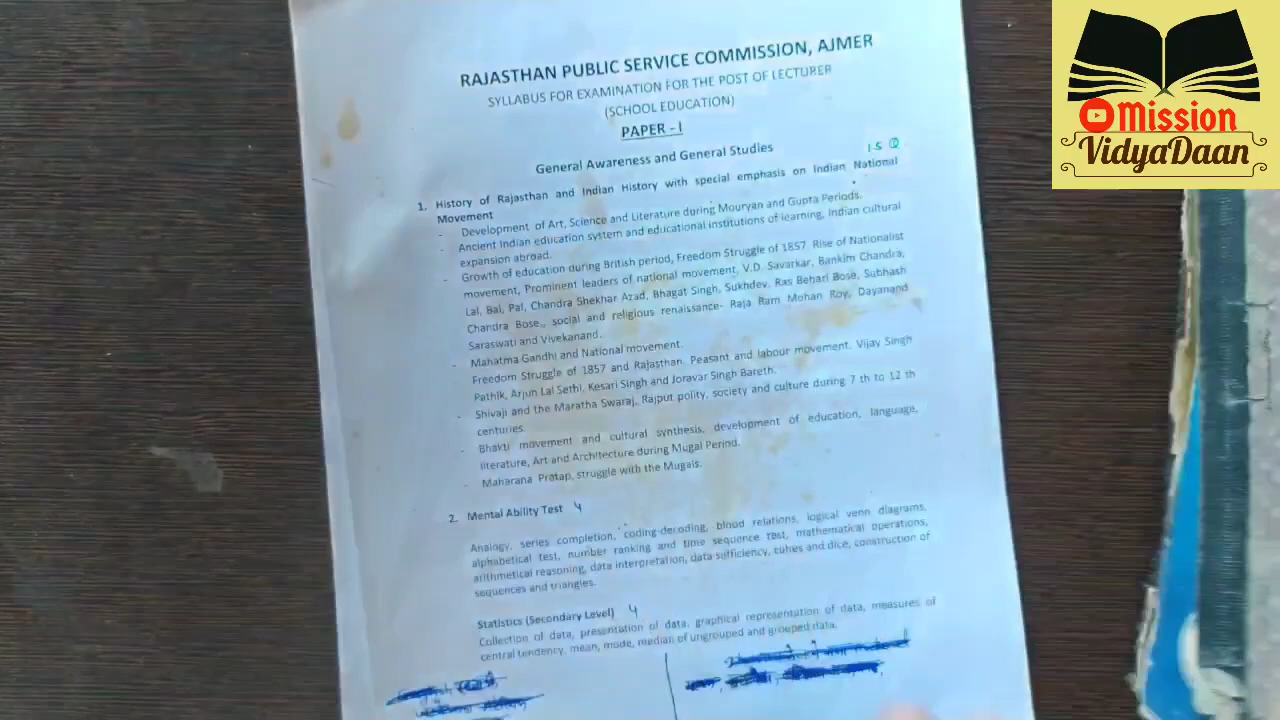 RAJASTHAN PUBLIC SERVICE COMMISSION, AJMER
SYLLABUS FOR EXAMINATION FOR THE POST OF LECTURER
(SCHOOL EDUCATION)
PAPER - I
General Awareness and General Studies
15 Q
1. History of Rajasthan and Indian History with special emphasis on Indian National
Movement
- Development of Art, Science and Literature during Mouryan and Gupta Periods.
- Ancient Indian education system and educational institutions of learning, Indian cultural
expansion abroad.
- Growth of education during British period, Freedom Struggle of 1857. Rise of Nationalist
movement, Prominent leaders of national movement, V.D. Savarkar, Bankim Chandra,
Lal, Bal, Pal, Chandra Shekhar Azad, Bhagat Singh, Sukhdev, Ras Behari Bose, Subhash
Chandra Bose., social and religious renaissance- Raja Ram Mohan Roy, Dayanand
Saraswati and Vivekanand.
- Mahatma Gandhi and National movement.
Freedom Struggle of 1857 and Rajasthan. Peasant and labour movement. Vijay Singh
Pathik, Arjun Lal Sethi, Kesari Singh and Joravar Singh Bareth.
- Shivaji and the Maratha Swaraj, Rajput polity, society and culture during 7 th to 12 th
centuries.
- Bhakti movement and cultural synthesis, development of education, language,
literature, Art and Architecture during Mugal Period.
- Maharana Pratap, struggle with the Mugals.
2. Mental Ability Test 4
Analogy, series completion, coding-decoding, blood relations, logical venn diagrams,
alphabetical test, number ranking and time sequence test, mathematical operations,
arithmetical reasoning, data interpretation, data sufficiency, cubes and dice, construction of
sequences and triangles.
Statistics (Secondary Level) 4
Collection of data, presentation of data, graphical representation of data, measures of
central tendency, mean, mode, median of ungrouped and grouped data.
Mission
VidyaDaan